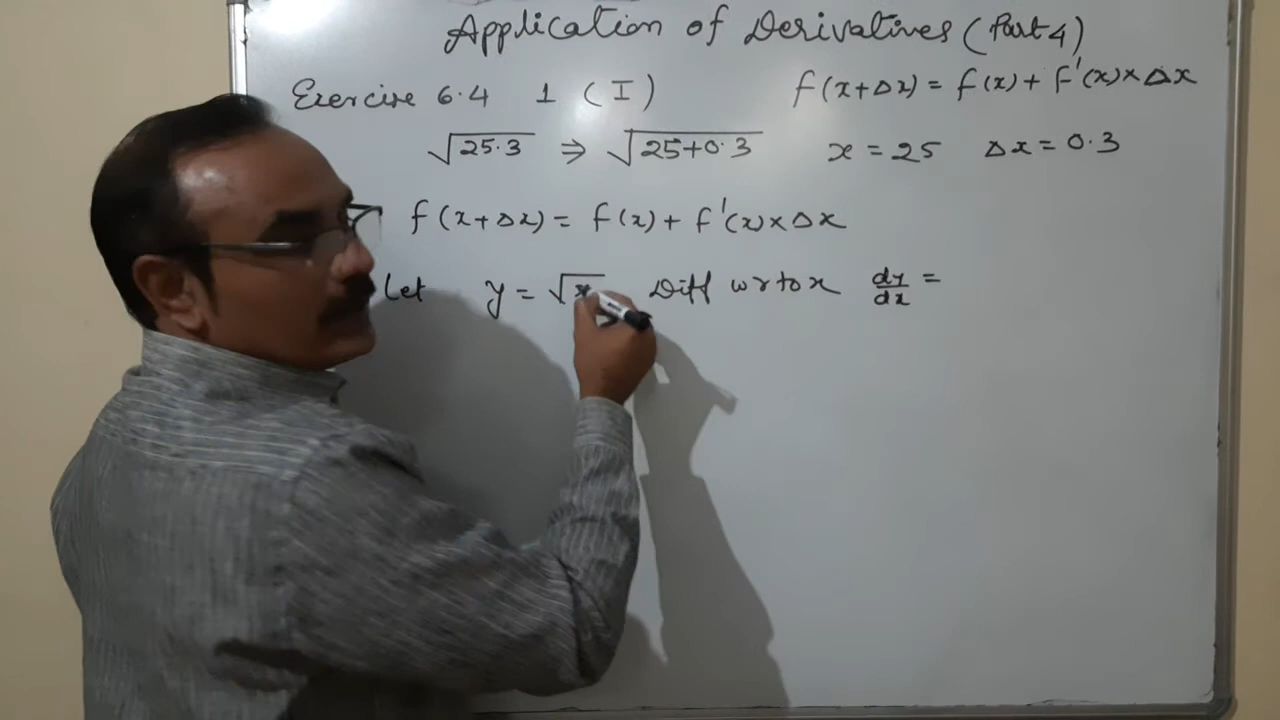 Application of Derivatives (Part 4)
Exercise 6.4 1 (I) f(x+Δx) = f(x) + f'(x) × Δx
√25.3 ⇒ √25+0.3 x = 25 Δx = 0.3
f(x+Δx) = f(x) + f'(x) × Δx
Let y = √x Diff w r to x dy/dx =